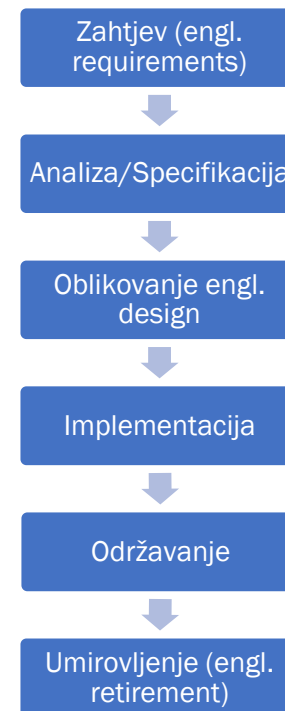 Zahtjev (engl.
requirements)
Analiza/Specifikacija
Oblikovanje engl.
design
Implementacija
Održavanje
Umirovljenje (engl.
retirement)